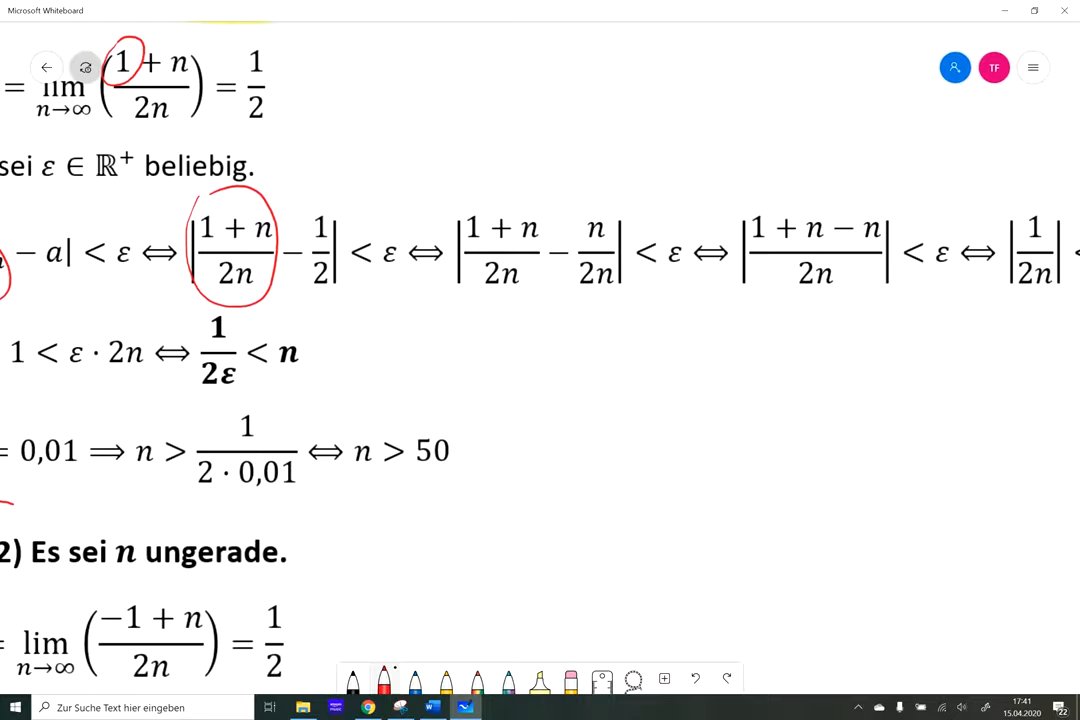 Microsoft Whiteboard
= lim n→∞ ((1 + n)/(2n)) = 1/2
TF
sei ε ∈ ℝ⁺ beliebig.
− a| < ε ⟺ |(1 + n)/(2n) − 1/2| < ε ⟺ |(1 + n)/(2n) − n/(2n)| < ε ⟺ |(1 + n − n)/(2n)| < ε ⟺ |1/(2n)| <
1 < ε · 2n ⟺ 1/(2ε) < n
= 0,01 ⟹ n > 1/(2 · 0,01) ⟺ n > 50
2) Es sei n ungerade.
= lim n→∞ ((−1 + n)/(2n)) = 1/2
Zur Suche Text hier eingeben
17:41
15.04.2020
22